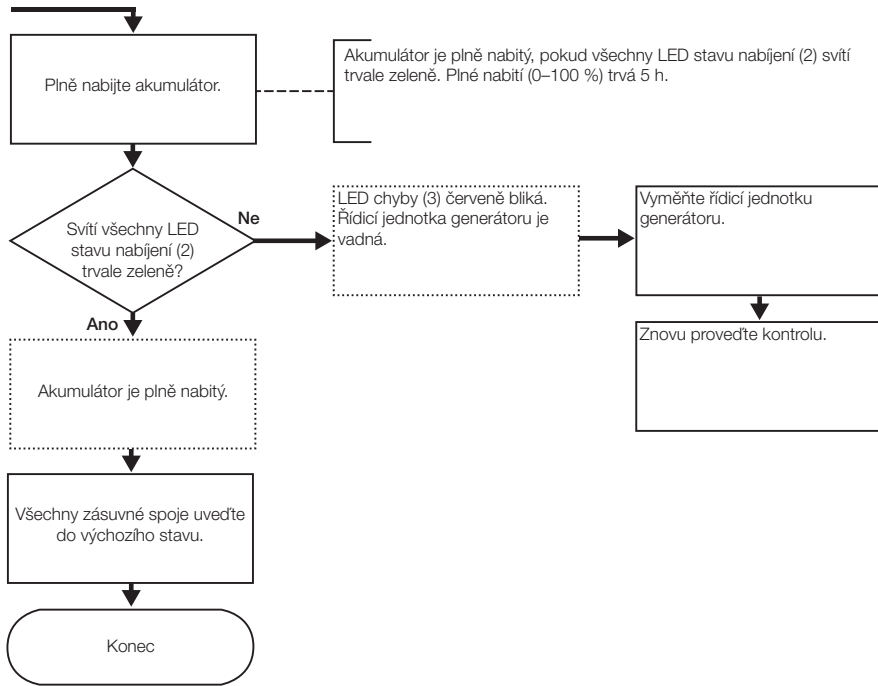 Plně nabijte akumulátor.
Akumulátor je plně nabitý, pokud všechny LED stavu nabíjení (2) svítí
trvale zeleně. Plné nabití (0–100 %) trvá 5 h.
Svítí všechny LED
stavu nabíjení (2)
trvale zeleně?
Ne
LED chyby (3) červeně bliká.
Řídicí jednotka generátoru je
vadná.
Vyměňte řídicí jednotku
generátoru.
Znovu proveďte kontrolu.
Ano
Akumulátor je plně nabitý.
Všechny zásuvné spoje uveďte
do výchozího stavu.
Konec